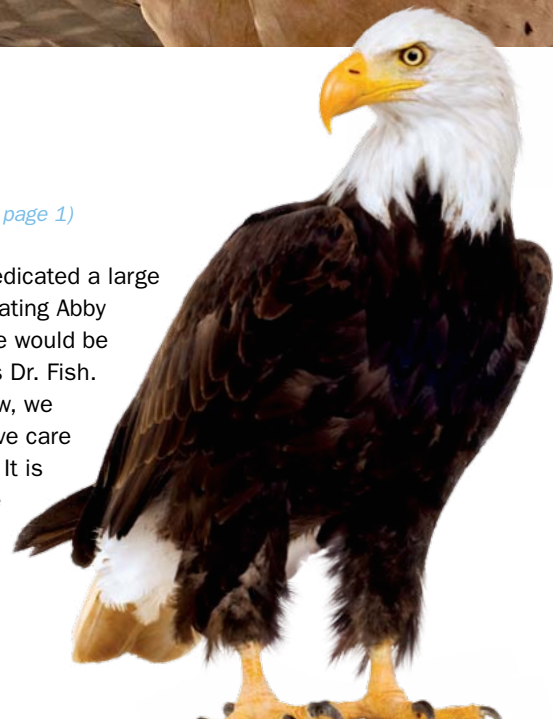 page 1)
edicated a large
ating Abby
e would be
s Dr. Fish.
w, we
ve care
It is